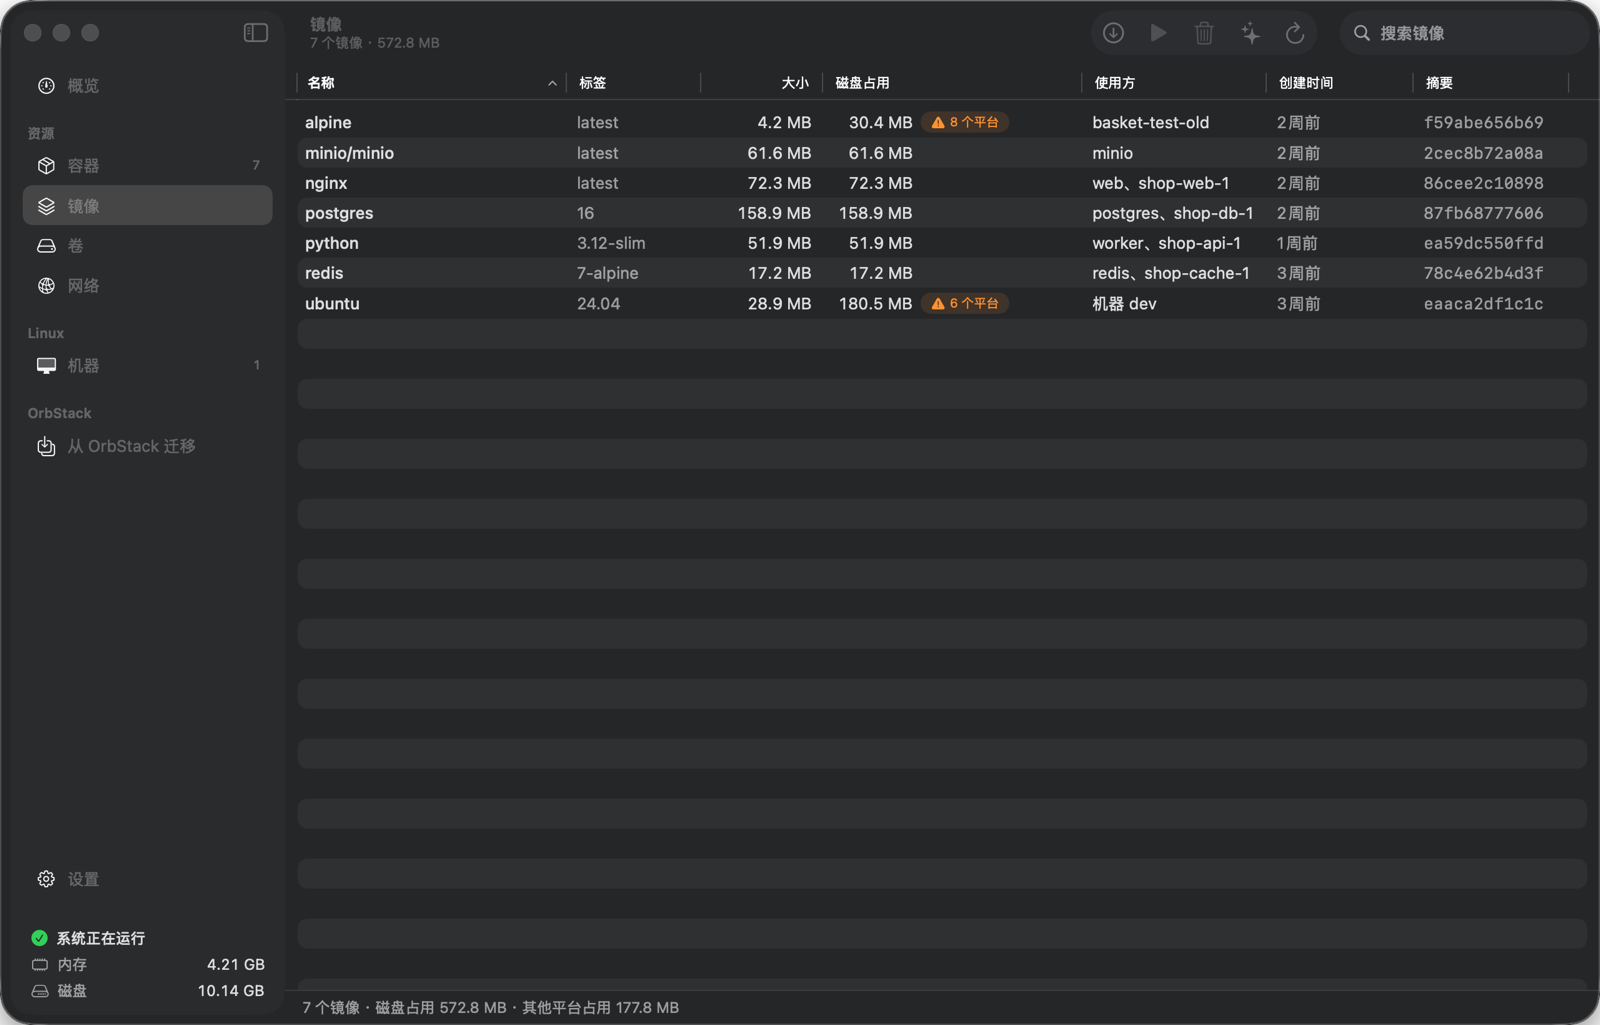 镜像
7 个镜像 · 572.8 MB
搜索镜像
概览
资源
容器 7
镜像
卷
网络
Linux
机器 1
OrbStack
从 OrbStack 迁移
设置
系统正在运行
内存 4.21 GB
磁盘 10.14 GB
名称 标签 大小 磁盘占用 使用方 创建时间 摘要
alpine latest 4.2 MB 30.4 MB 8 个平台 basket-test-old 2周前 f59abe656b69
minio/minio latest 61.6 MB 61.6 MB minio 2周前 2cec8b72a08a
nginx latest 72.3 MB 72.3 MB web、shop-web-1 2周前 86cee2c10898
postgres 16 158.9 MB 158.9 MB postgres、shop-db-1 2周前 87fb68777606
python 3.12-slim 51.9 MB 51.9 MB worker、shop-api-1 1周前 ea59dc550ffd
redis 7-alpine 17.2 MB 17.2 MB redis、shop-cache-1 3周前 78c4e62b4d3f
ubuntu 24.04 28.9 MB 180.5 MB 6 个平台 机器 dev 3周前 eaaca2df1c1c
7 个镜像 · 磁盘占用 572.8 MB · 其他平台占用 177.8 MB